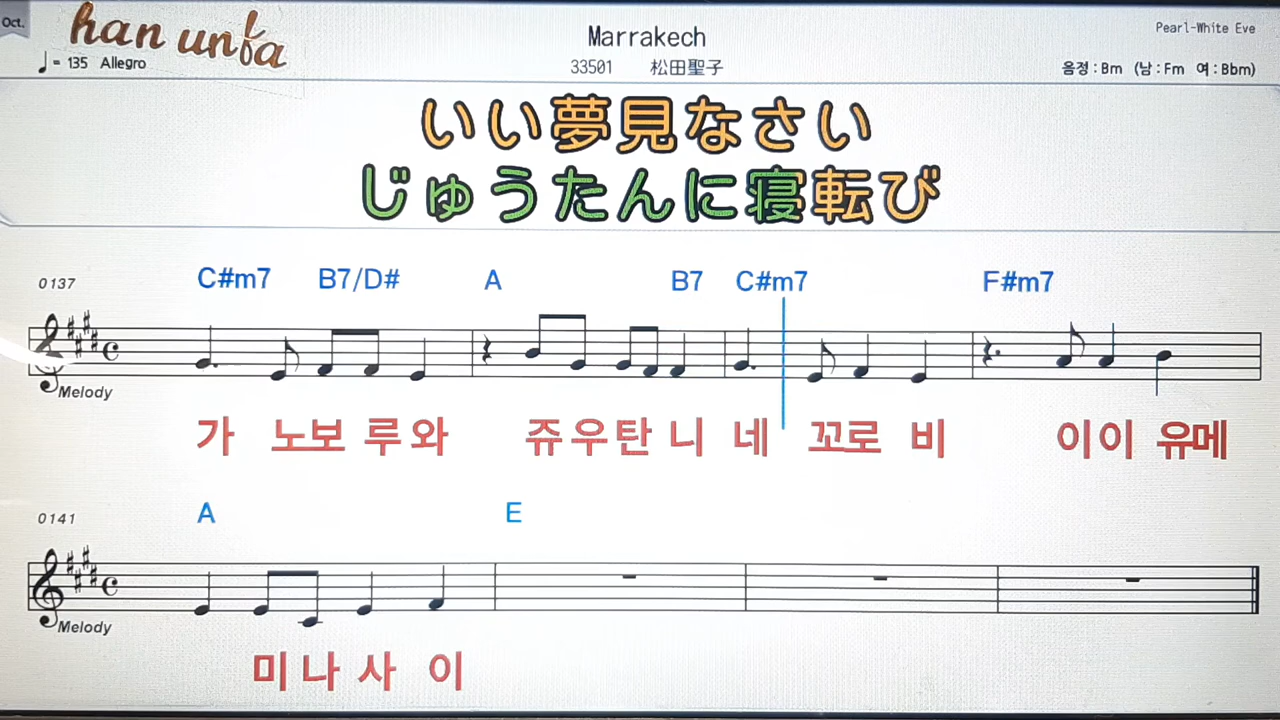 Oct.
han unfa
Marrakech
Pearl-White Eve
♩= 135 Allegro
33501 松田聖子
음정 : Bm (남 : Fm 여 : Bbm)
いい夢見なさい
じゅうたんに寝転び
0137
C#m7 B7/D# A B7 C#m7 F#m7
Melody
가 노보 루와 쥬우탄 니 네 꼬로 비 이이 유메
0141
A E
Melody
미 나 사 이